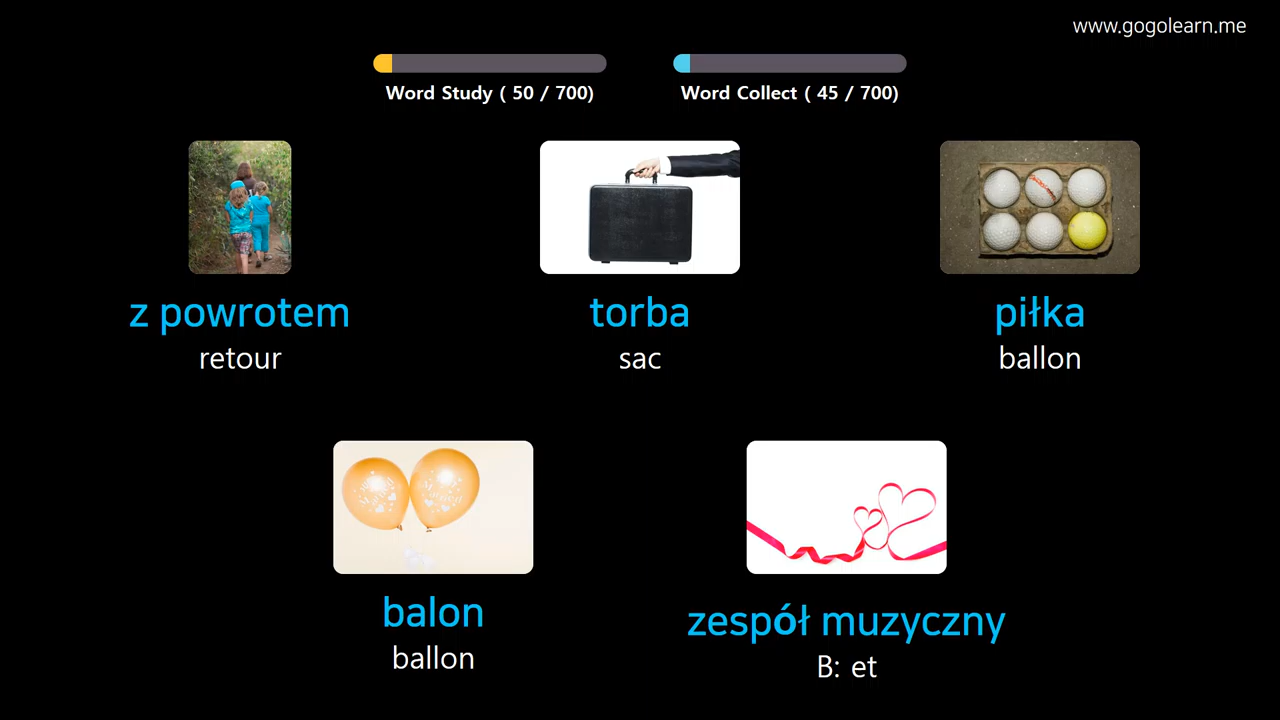 www.gogolearn.me
Word Study ( 50 / 700)
Word Collect ( 45 / 700)
z powrotem
retour
torba
sac
piłka
ballon
balon
ballon
zespół muzyczny
B: et